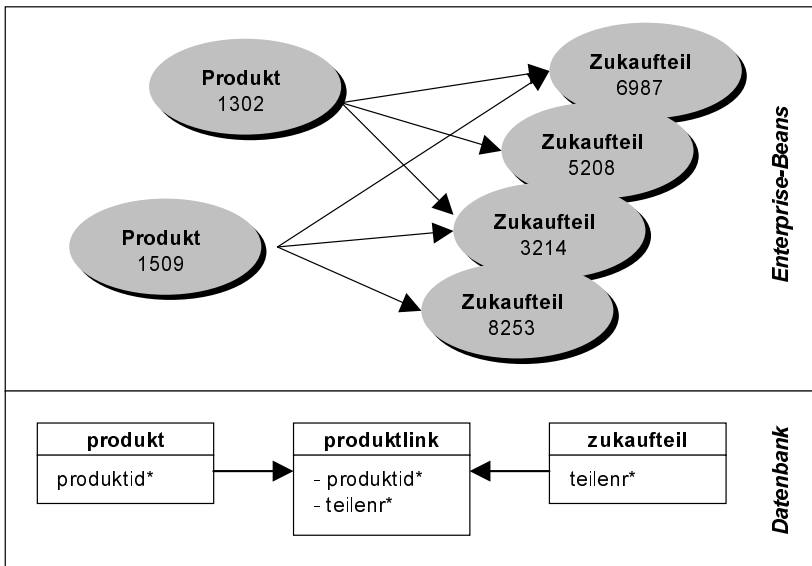 Produkt
1302
Zukaufteil
6987
Zukaufteil
5208
Produkt
1509
Zukaufteil
3214
Zukaufteil
8253
Enterprise-Beans
produkt
produktid*
produktlink
- produktid*
- teilenr*
zukaufteil
teilenr*
Datenbank